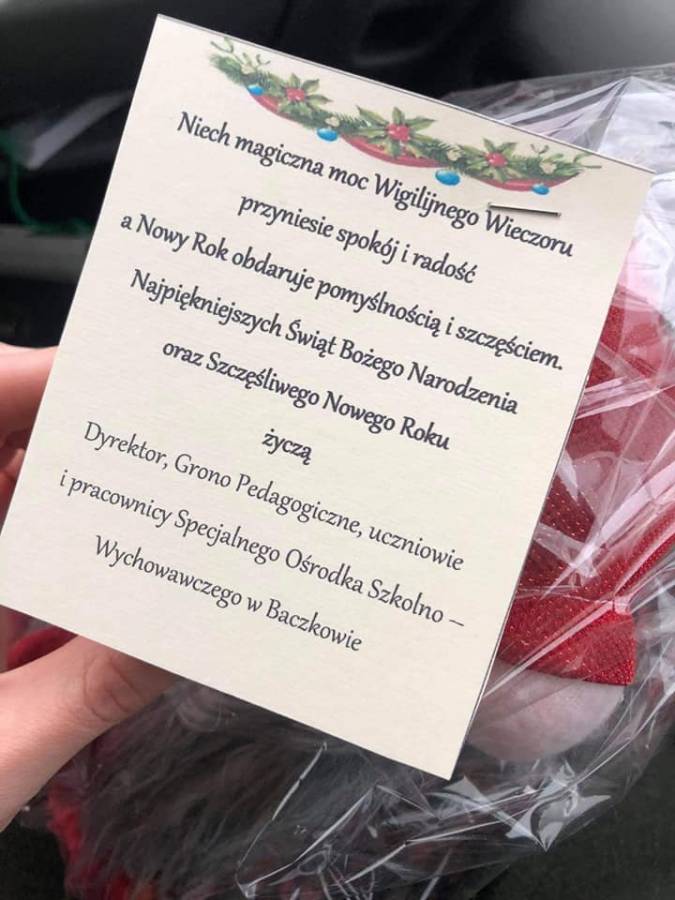 Niech magiczna moc Wigilijnego Wieczoru
przyniesie spokój i radość
a Nowy Rok obdaruje pomyślnością i szczęściem.
Najpiękniejszych Świąt Bożego Narodzenia
oraz Szczęśliwego Nowego Roku
życzą
Dyrektor, Grono Pedagogiczne, uczniowie
i pracownicy Specjalnego Ośrodka Szkolno –
Wychowawczego w Baczkowie